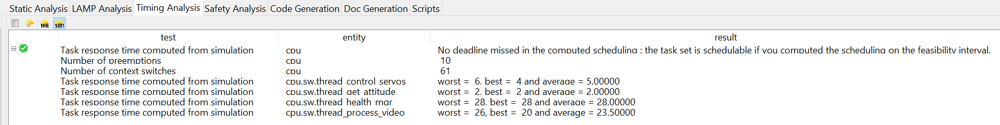 Static Analysis LAMP Analysis Timing Analysis Safety Analysis Code Generation Doc Generation Scripts
THE SIM
test entity result
Task response time computed from simulation cpu No deadline missed in the computed scheduling : the task set is schedulable if you computed the scheduling on the feasibility interval.
Number of preemptions cpu 10
Number of context switches cpu 61
Task response time computed from simulation cpu.sw.thread_control_servos worst = 6, best = 4 and average = 5.00000
Task response time computed from simulation cpu.sw.thread_get_attitude worst = 2, best = 2 and average = 2.00000
Task response time computed from simulation cpu.sw.thread_health_mgr worst = 28, best = 28 and average = 28.00000
Task response time computed from simulation cpu.sw.thread_process_video worst = 26, best = 20 and average = 23.50000